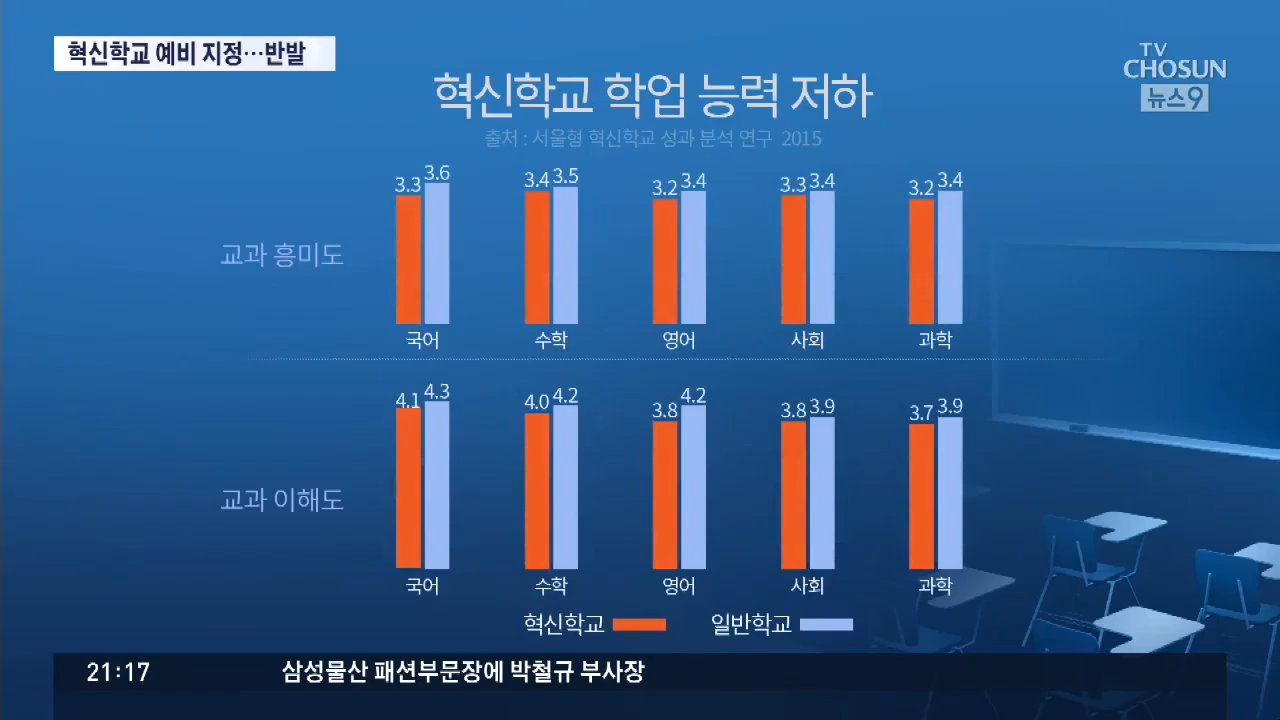 혁신학교 예비 지정…반발
TV
CHOSUN
뉴스9
혁신학교 학업 능력 저하
출처 : 서울형 혁신학교 성과 분석 연구 2015
3.3 3.6 3.4 3.5 3.2 3.4 3.3 3.4 3.2 3.4
교과 흥미도
국어 수학 영어 사회 과학
4.1 4.3 4.0 4.2 3.8 4.2 3.8 3.9 3.7 3.9
교과 이해도
국어 수학 영어 사회 과학
혁신학교 일반학교
21:17 삼성물산 패션부문장에 박철규 부사장